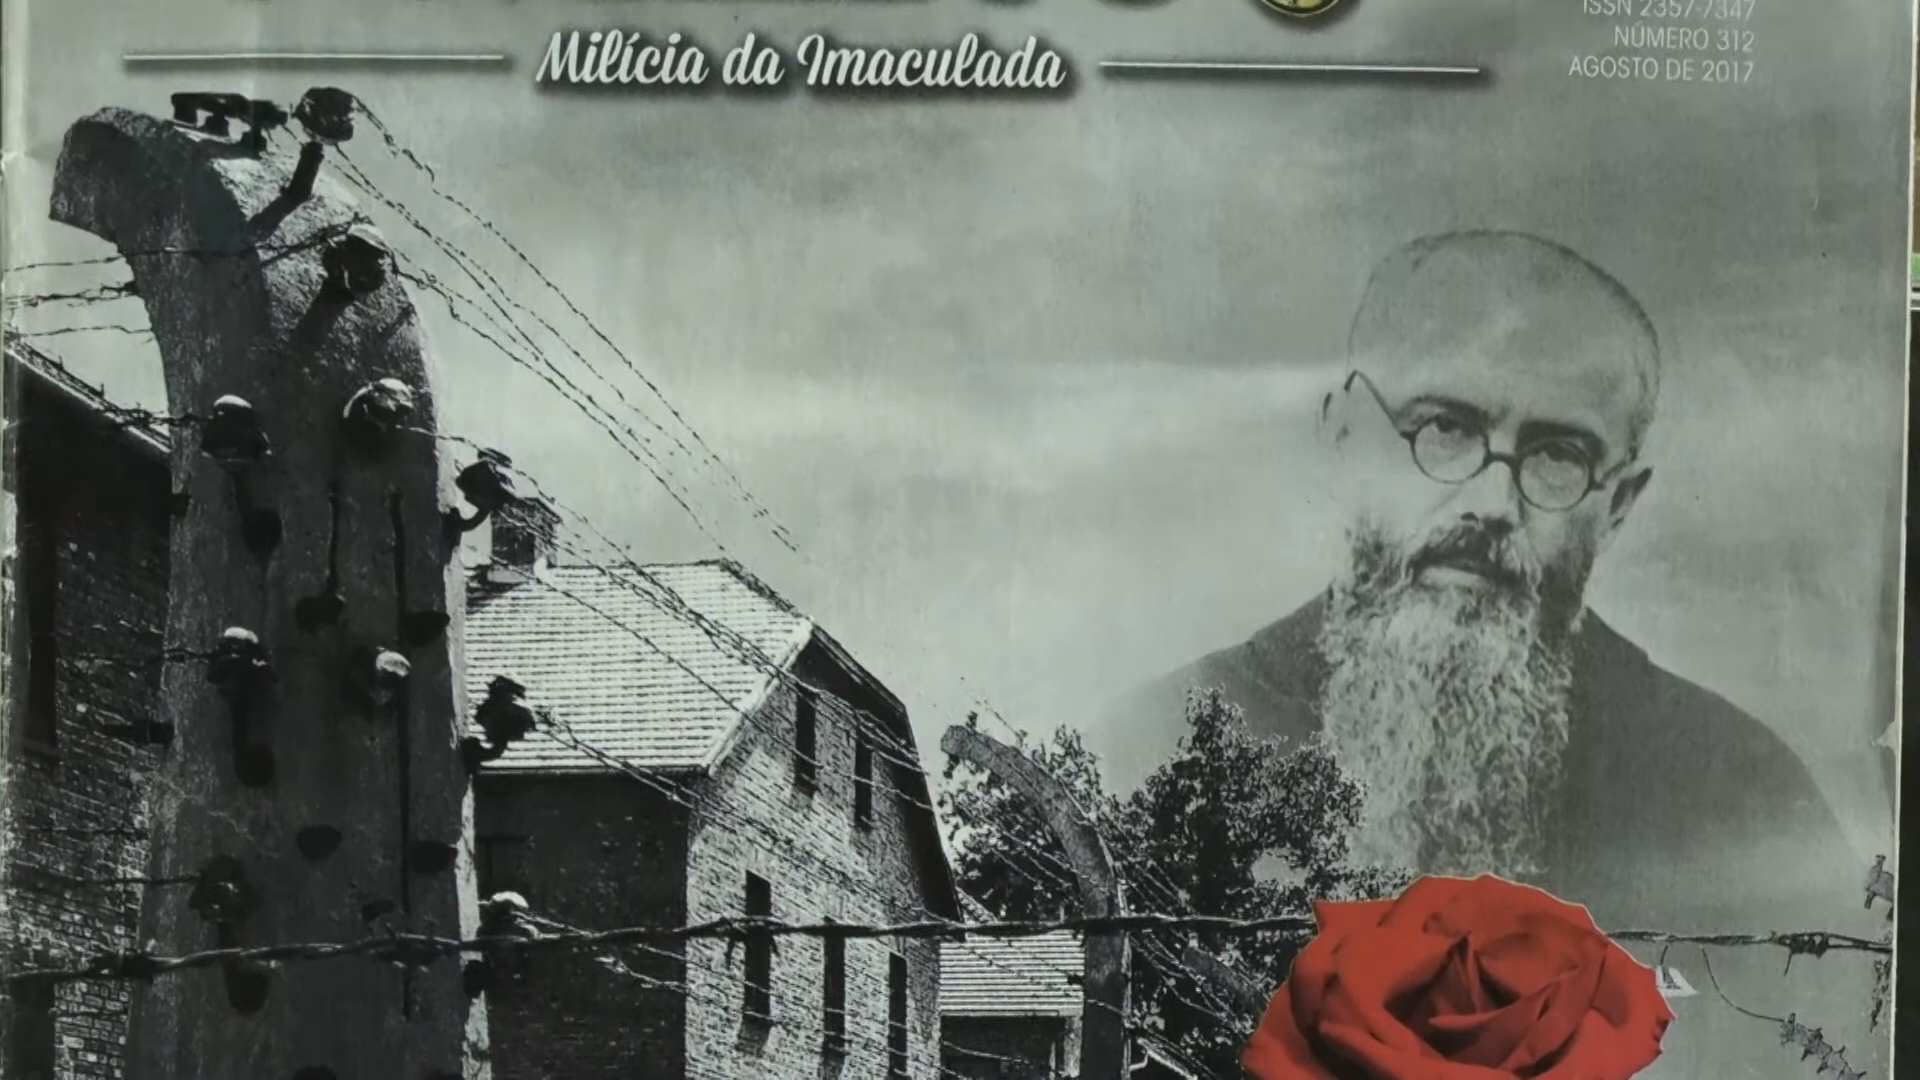 Milícia da Imaculada
ISSN 2357-7347
NÚMERO 312
AGOSTO DE 2017